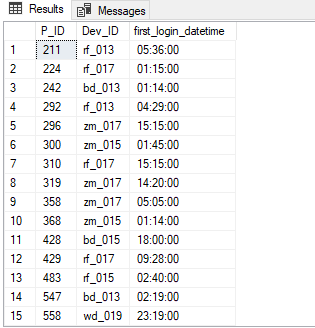 Results Messages
P_ID Dev_ID first_login_datetime
1 211 rf_013 05:36:00
2 224 rf_017 01:15:00
3 242 bd_013 01:14:00
4 292 rf_013 04:29:00
5 296 zm_017 15:15:00
6 300 zm_015 01:45:00
7 310 rf_017 15:15:00
8 319 zm_017 14:20:00
9 358 zm_017 05:05:00
10 368 zm_015 01:14:00
11 428 bd_015 18:00:00
12 429 rf_017 09:28:00
13 483 rf_015 02:40:00
14 547 bd_013 02:19:00
15 558 wd_019 23:19:00